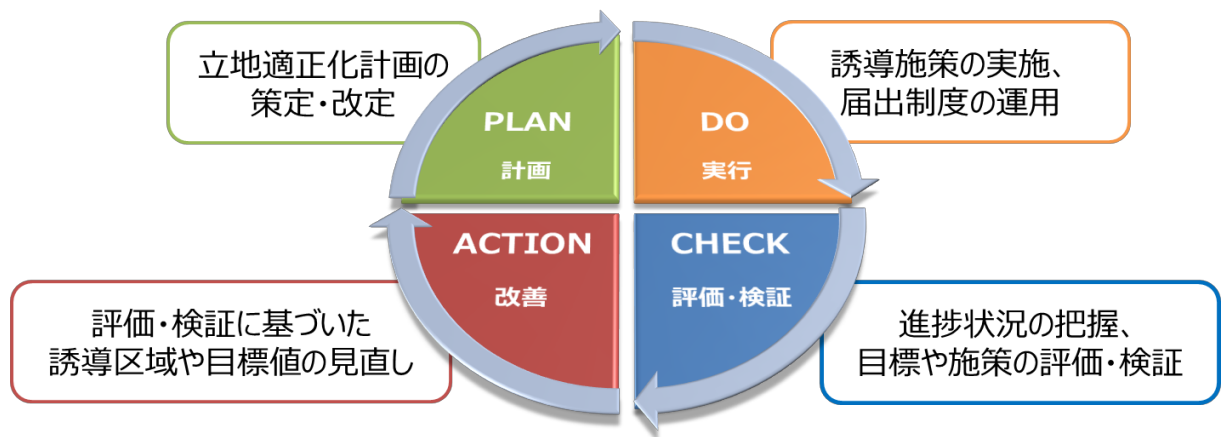 立地適正化計画の
策定・改定
PLAN
計画
DO
実行
誘導施策の実施、
届出制度の運用
ACTION
改善
CHECK
評価・検証
評価・検証に基づいた
誘導区域や目標値の見直し
進捗状況の把握、
目標や施策の評価・検証